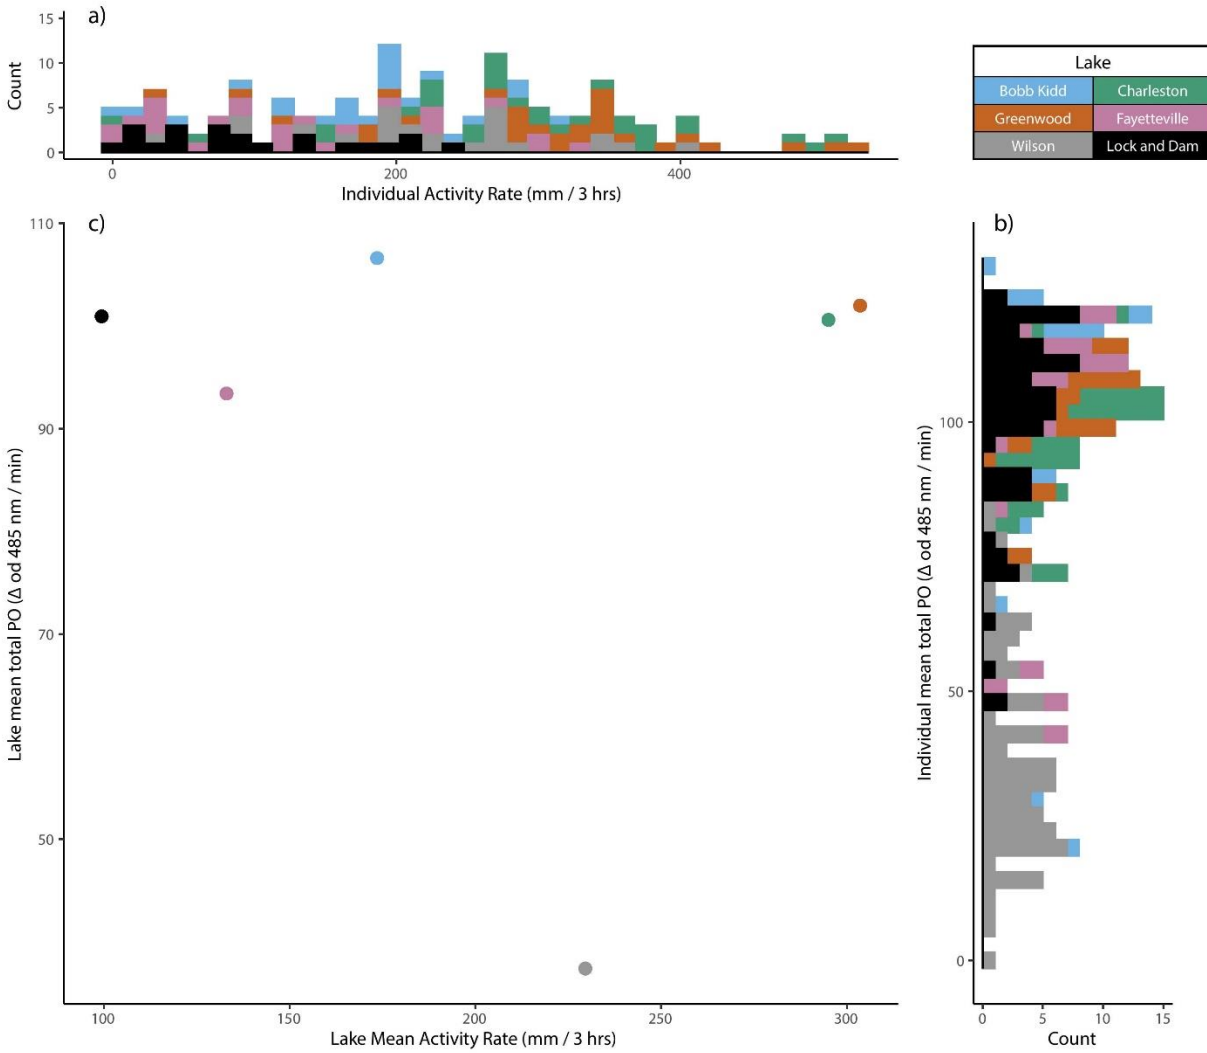 a)
15
10
5
0
Count
0 200 400
Individual Activity Rate (mm / 3 hrs)
Lake
Bobb Kidd Charleston
Greenwood Fayetteville
Wilson Lock and Dam
c)
110
90
70
50
Lake mean total PO (Δ od 485 nm / min)
100 150 200 250 300
Lake Mean Activity Rate (mm / 3 hrs)
b)
100
50
0
Individual mean total PO (Δ od 485 nm / min)
0 5 10 15
Count